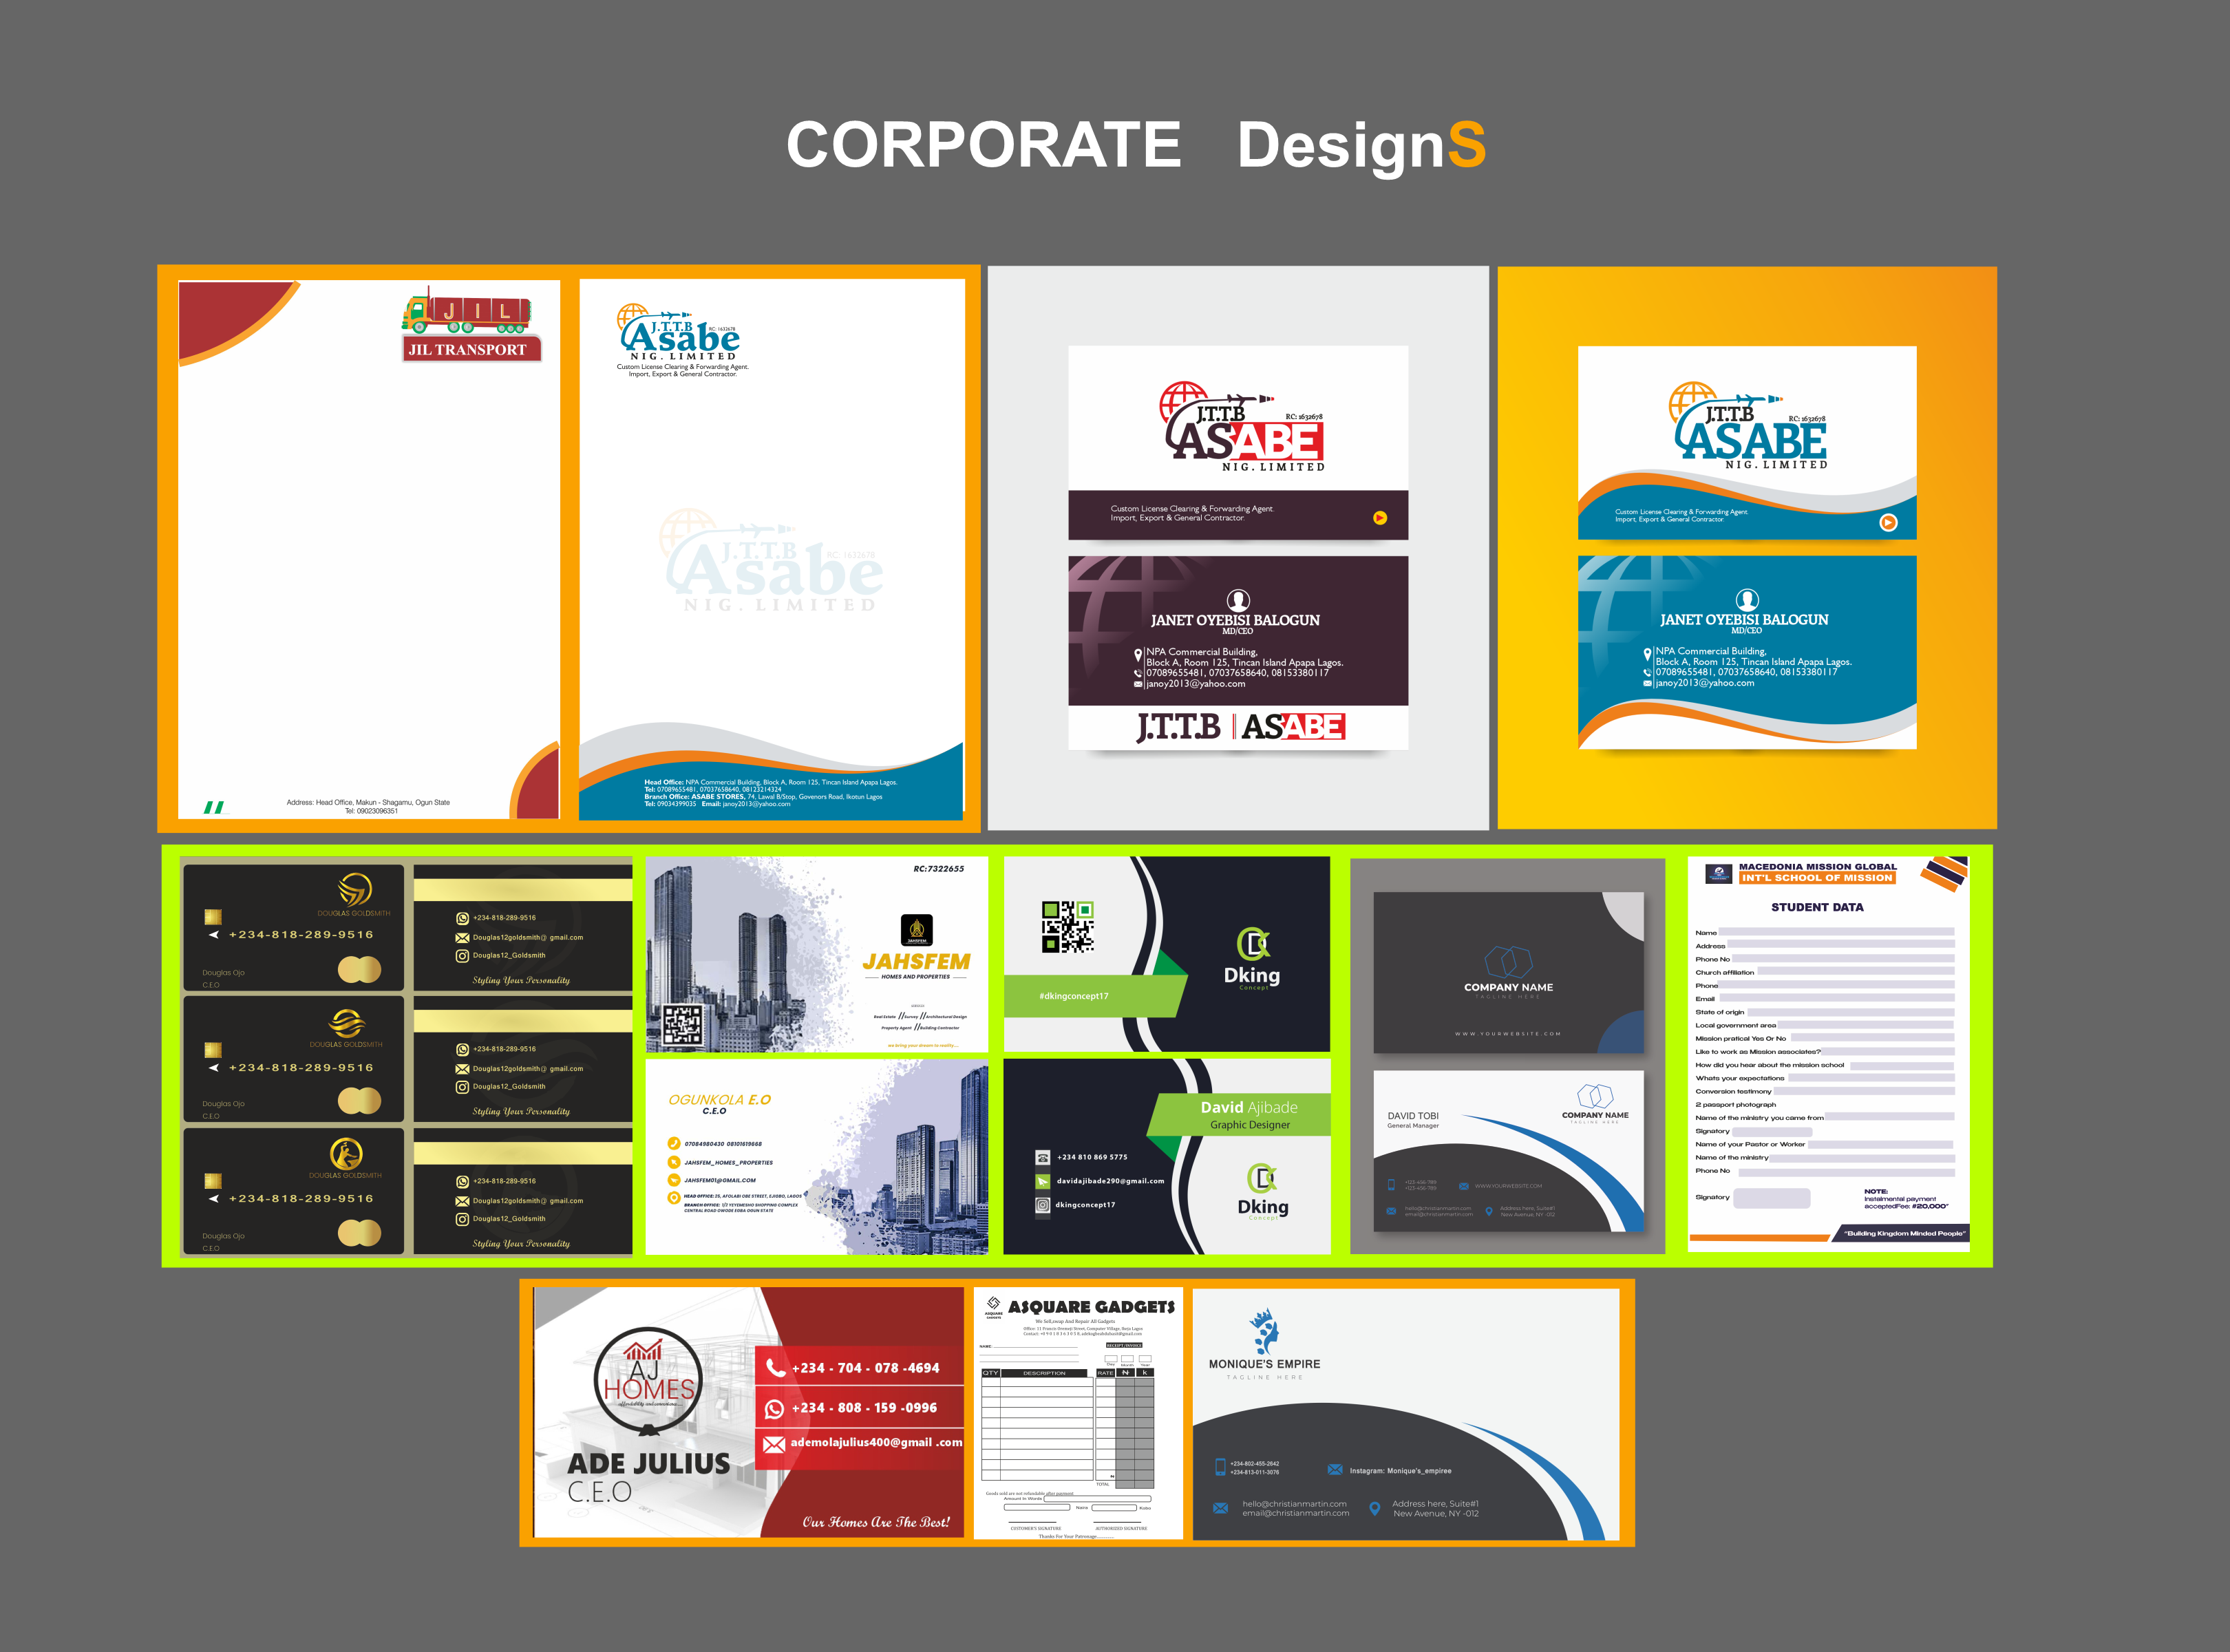 CORPORATE DesignS
J I L
JIL TRANSPORT
Address: Head Office, Makun - Shagamu, Ogun State
Tel: 09023096351
J.T.T.B
RC: 1632678
Asabe
NIG. LIMITED
Custom License Clearing & Forwarding Agent.
Import, Export & General Contractor.
J.T.T.B
RC: 1632678
Asabe
NIG. LIMITED
Head Office: NPA Commercial Building, Block A, Room 125, Tincan Island Apapa Lagos.
Tel: 07089655481, 07037658640, 08123214324
Branch Office: ASABE STORES, 74, Lawal B/Stop, Govenors Road, Ikotun Lagos
Tel: 09034399035 Email: janoy2013@yahoo.com
J.T.T.B
RC: 1632678
ASABE
NIG. LIMITED
Custom License Clearing & Forwarding Agent.
Import, Export & General Contractor.
JANET OYEBISI BALOGUN
MD/CEO
NPA Commercial Building,
Block A, Room 125, Tincan Island Apapa Lagos.
07089655481, 07037658640, 08153380117
janoy2013@yahoo.com
J.T.T.B | ASABE
J.T.T.B
RC: 1632678
ASABE
NIG. LIMITED
Custom License Clearing & Forwarding Agent.
Import, Export & General Contractor.
JANET OYEBISI BALOGUN
MD/CEO
NPA Commercial Building,
Block A, Room 125, Tincan Island Apapa Lagos.
07089655481, 07037658640, 08153380117
janoy2013@yahoo.com
DOUGLAS GOLDSMITH
+234-818-289-9516
Douglas Ojo
C.E.O
+234-818-289-9516
Douglas12goldsmith@ gmail.com
Douglas12_Goldsmith
Styling Your Personality
DOUGLAS GOLDSMITH
+234-818-289-9516
Douglas Ojo
C.E.O
+234-818-289-9516
Douglas12goldsmith@ gmail.com
Douglas12_Goldsmith
Styling Your Personality
DOUGLAS GOLDSMITH
+234-818-289-9516
Douglas Ojo
C.E.O
+234-818-289-9516
Douglas12goldsmith@ gmail.com
Douglas12_Goldsmith
Styling Your Personality
RC:7322655
JAHSFEM
JAHSFEM
HOMES AND PROPERTIES
Real Estate //Survey //Architectural Design
Property Agent //Building Contractor
we bring your dream to reality....
OGUNKOLA E.O
C.E.O
07084980430 08101619668
JAHSFEM_HOMES_PROPERTIES
JAHSFEM01@GMAIL.COM
HEAD OFFICE: 25, AFOLABI OBE STREET, EJIGBO, LAGOS
BRANCH OFFICE: 1/3 YEYEMESHO SHOPPING COMPLEX
CENTRAL ROAD OWODE EGBA OGUN STATE
#dkingconcept17
Dking
Concept
David Ajibade
Graphic Designer
+234 810 869 5775
davidajibade290@gmail.com
dkingconcept17
Dking
Concept
COMPANY NAME
TAGLINE HERE
WWW.YOURWEBSITE.COM
DAVID TOBI
General Manager
COMPANY NAME
TAGLINE HERE
+123-456-789
+123-456-789
WWW.YOURWEBSITE.COM
hello@christianmartin.com
email@christianmartin.com
Address here, Suite#1
New Avenue, NY -012
MACEDONIA MISSION GLOBAL
INT'L SCHOOL OF MISSION
STUDENT DATA
Name
Address
Phone No
Church affiliation
Phone
Email
State of origin
Local government area
Mission pratical Yes Or No
Like to work as Mission associates?
How did you hear about the mission school
Whats your expectations
Conversion testimony
2 passport photograph
Name of the ministry you came from
Signatory
Name of your Pastor or Worker
Name of the ministry
Phone No
Signatory
NOTE:
Instalmental payment
acceptedFee: #20,000"
"Building Kingdom Minded People"
AJ
HOMES
ADE JULIUS
C.E.O
+234 - 704 - 078 -4694
+234 - 808 - 159 -0996
ademolajulius400@gmail .com
Our Homes Are The Best!
ASQUARE
GADGETS
ASQUARE GADGETS
We Sell,swap And Repair All Gadgets
NAME:
RECEIPT/INVOICE
Day Month Year
QTY DESCRIPTION RATE ₦ k
TOTAL
Goods sold are not refundable after payment
Amount In Words
Naira Kobo
CUSTOMER'S SIGNATURE AUTHORIZED SIGNATURE
Thanks For Your Patronage
MONIQUE'S EMPIRE
TAGLINE HERE
+234-802-455-2642
+234-813-011-3076
Instagram: Monique's_empiree
hello@christianmartin.com
email@christianmartin.com
Address here, Suite#1
New Avenue, NY -012